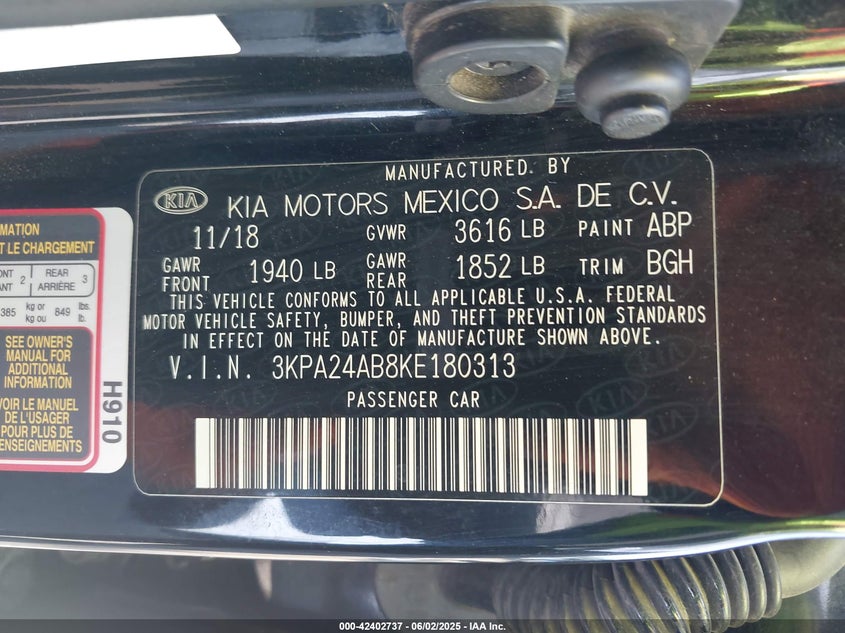 MANUFACTURED BY
KIA KIA MOTORS MEXICO S.A. DE C.V.
11/18 GVWR 3616 LB PAINT ABP
GAWR FRONT 1940 LB GAWR REAR 1852 LB TRIM BGH
THIS VEHICLE CONFORMS TO ALL APPLICABLE U.S.A. FEDERAL
MOTOR VEHICLE SAFETY, BUMPER, AND THEFT PREVENTION STANDARDS
IN EFFECT ON THE DATE OF MANUFACTURE SHOWN ABOVE.
V.I.N. 3KPA24AB8KE180313
PASSENGER CAR
LE CHARGEMENT
2 REAR ARRIÈRE 3
385 kg or kg ou 849 lbs. lb.
SEE OWNER'S
MANUAL FOR
ADDITIONAL
INFORMATION
LE MANUEL
DE L'USAGER
POUR PLUS DE
H910
000-42402737 - 06/02/2025 - IAA Inc.